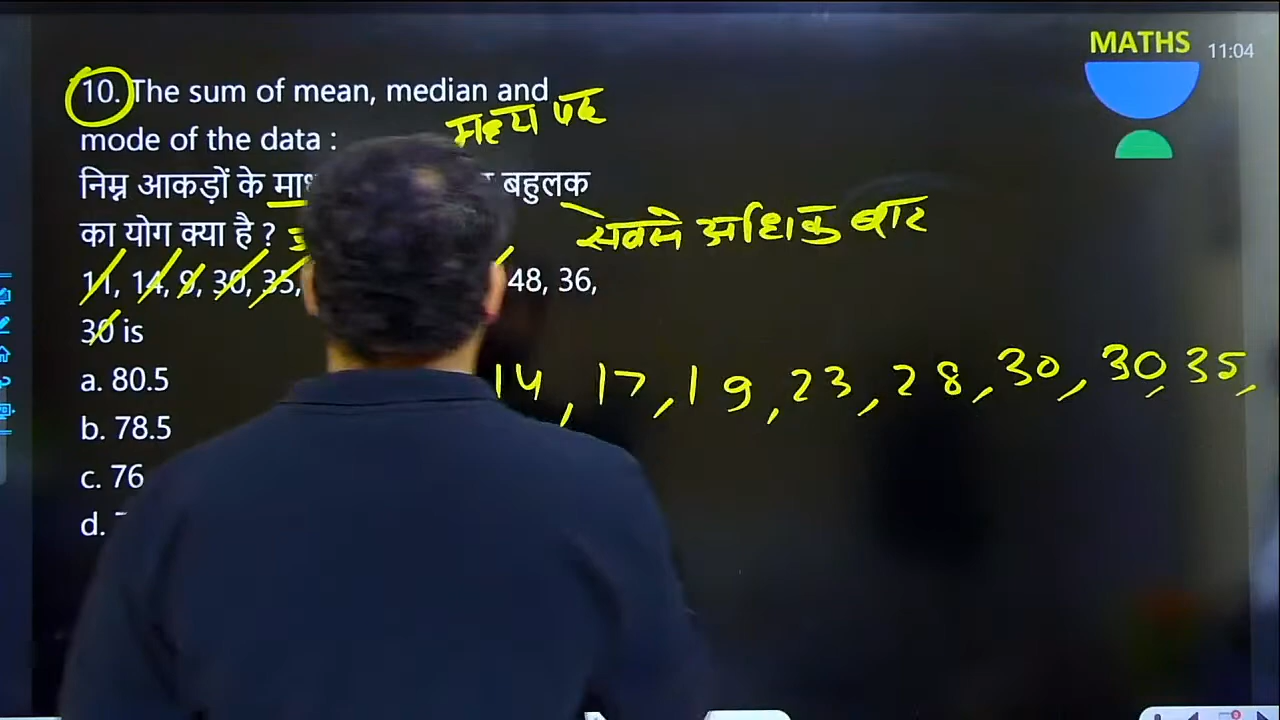 MATHS
11:04
10. The sum of mean, median and
मध्य पद
mode of the data :
निम्न आकड़ों के बहुलक
सबसे अधिक बार
का योग क्या है ?
11, 14, 9, 30, 35, 48, 36,
30 is
14, 17, 19, 23, 28, 30, 30, 35,
a. 80.5
b. 78.5
c. 76
d.